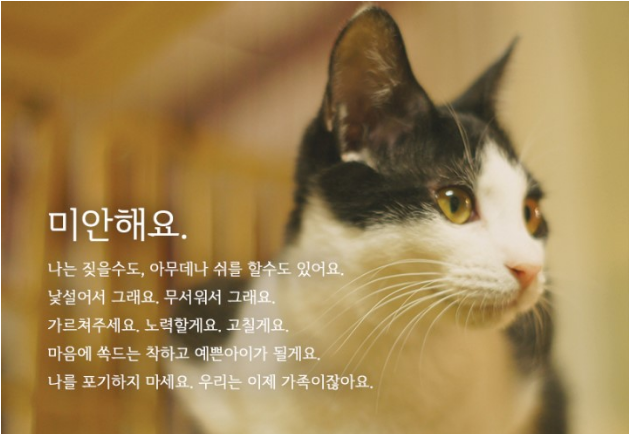 미안해요.
나는 짖을수도, 아무데나 쉬를 할수도 있어요.
낯설어서 그래요. 무서워서 그래요.
가르쳐주세요. 노력할게요. 고칠게요.
마음에 쏙드는 착하고 예쁜아이가 될게요.
나를 포기하지 마세요. 우리는 이제 가족이잖아요.